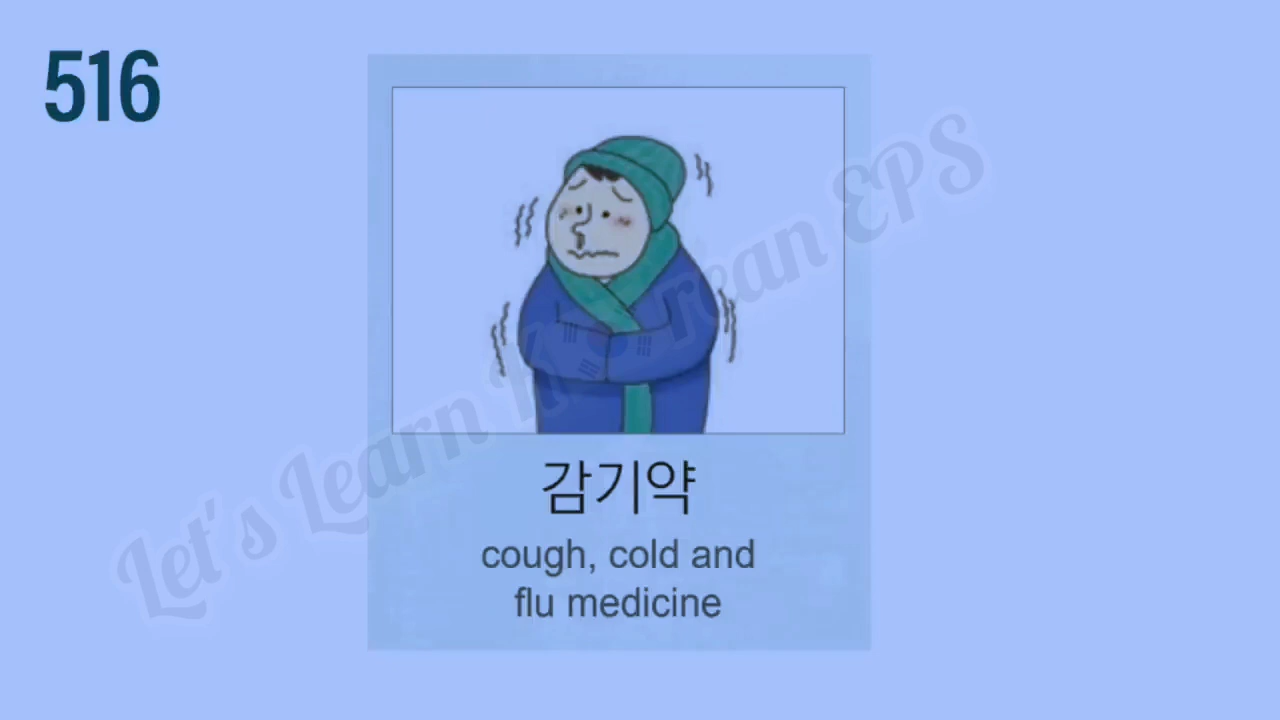 516
감기약
cough, cold and
flu medicine
Let's Learn Korean EPS